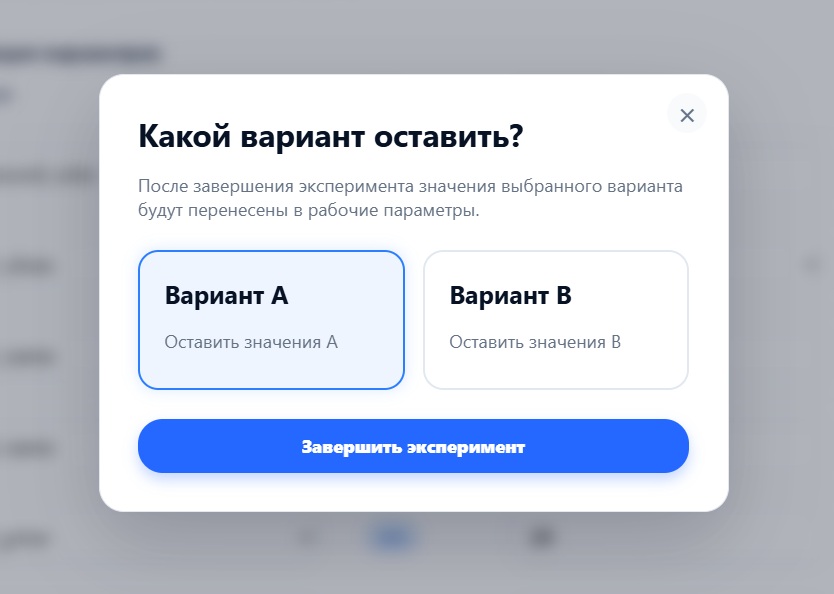 Какой вариант оставить?
После завершения эксперимента значения выбранного варианта
будут перенесены в рабочие параметры.
Вариант A
Оставить значения A
Вариант B
Оставить значения B
Завершить эксперимент